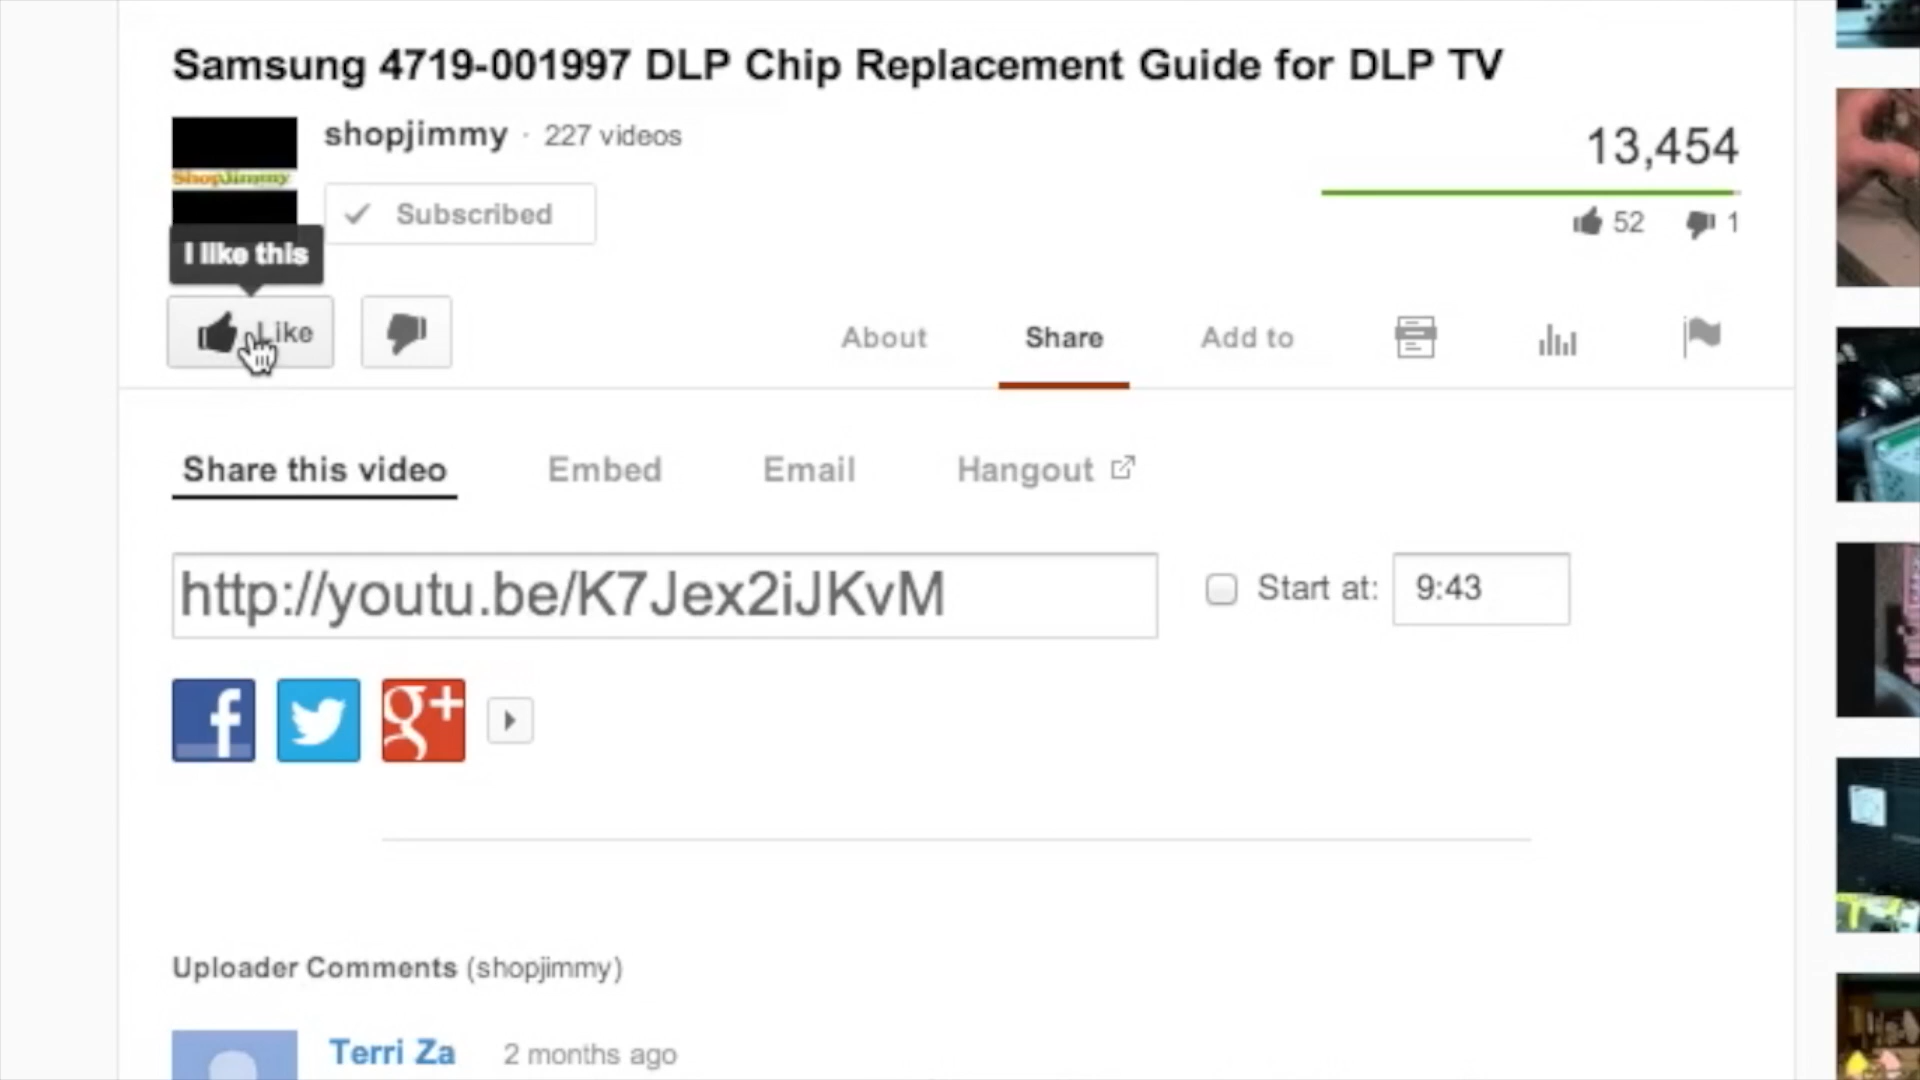 Samsung 4719-001997 DLP Chip Replacement Guide for DLP TV
shopjimmy · 227 videos
13,454
ShopJimmy
Subscribed
52 1
I like this
Like
About Share Add to
Share this video Embed Email Hangout
http://youtu.be/K7Jex2iJKvM
Start at: 9:43
f g+
Uploader Comments (shopjimmy)
Terri Za 2 months ago